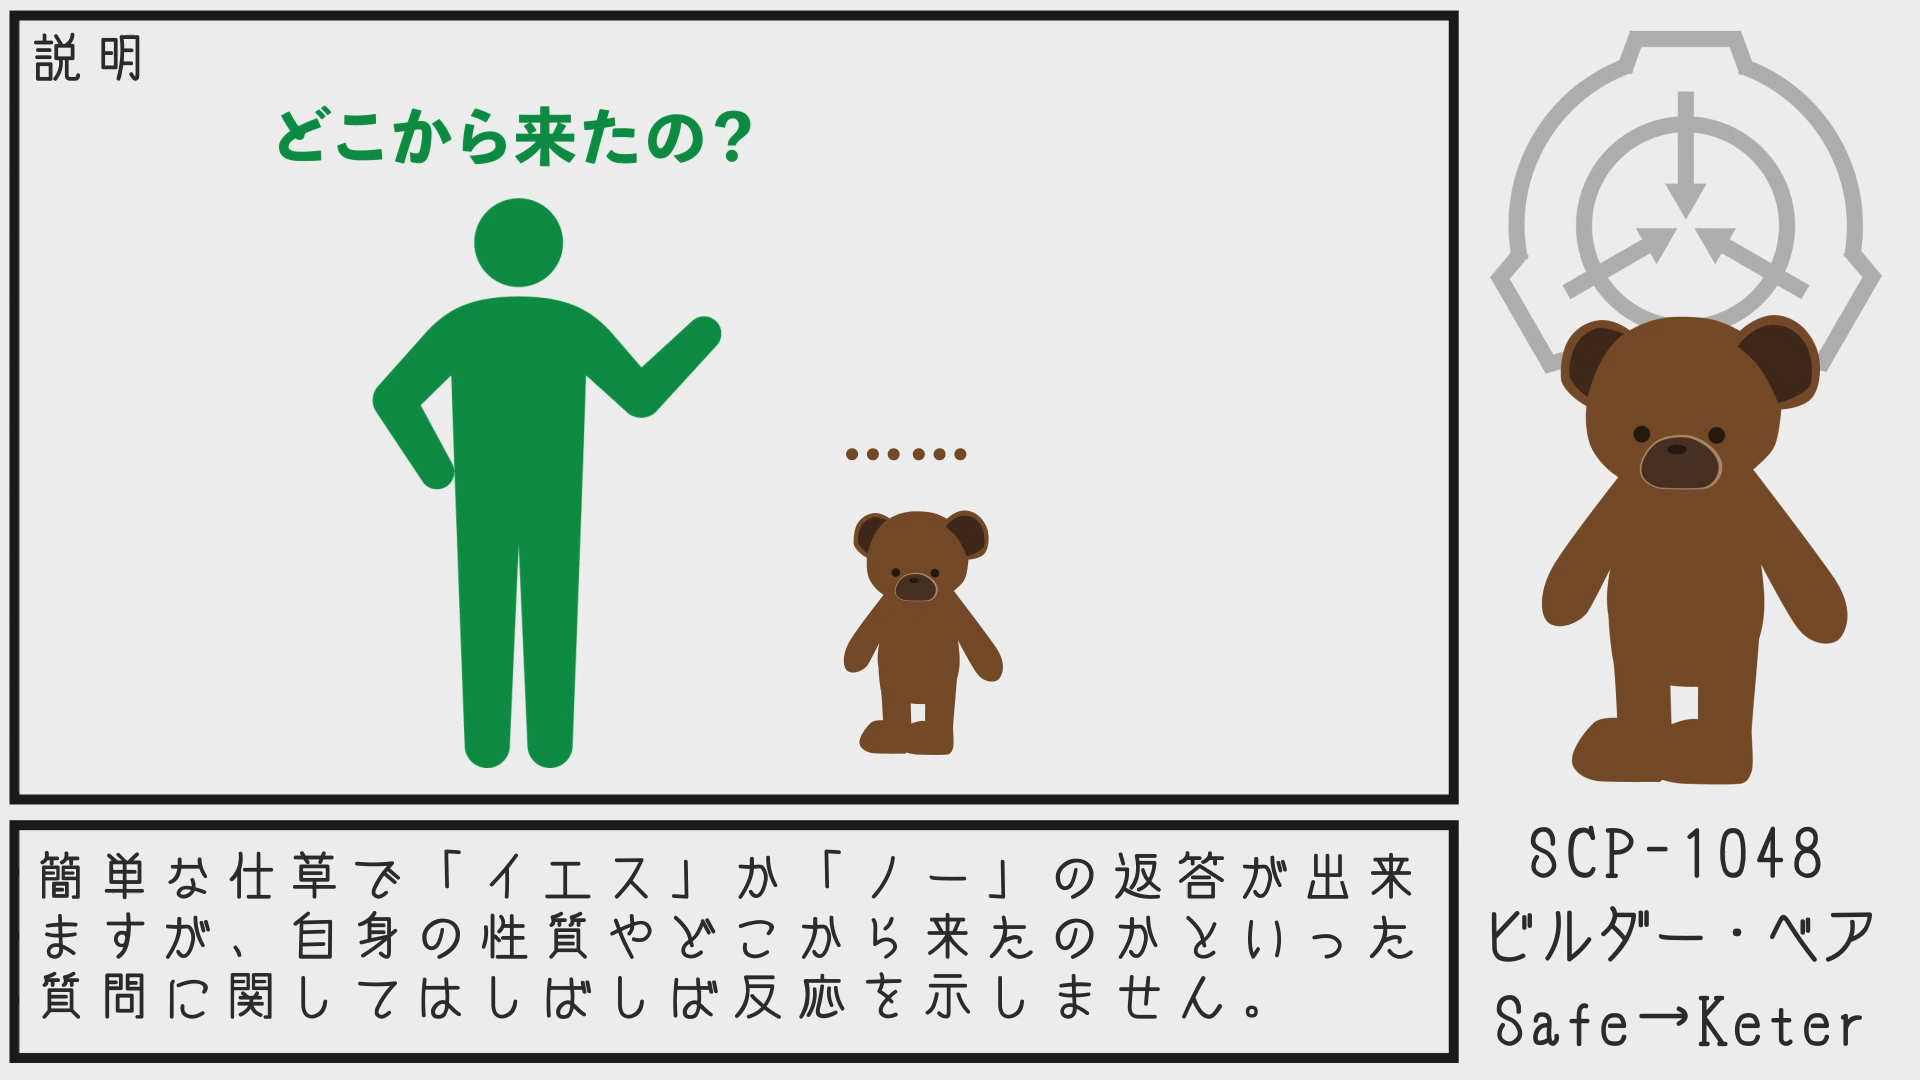 説明
どこから来たの？
……
簡単な仕草で「イエス」か「ノー」の返答が出来
ますが、自身の性質やどこから来たのかといった
質問に関してはしばしば反応を示しません。
SCP-1048
ビルダー・ベア
Safe→Keter